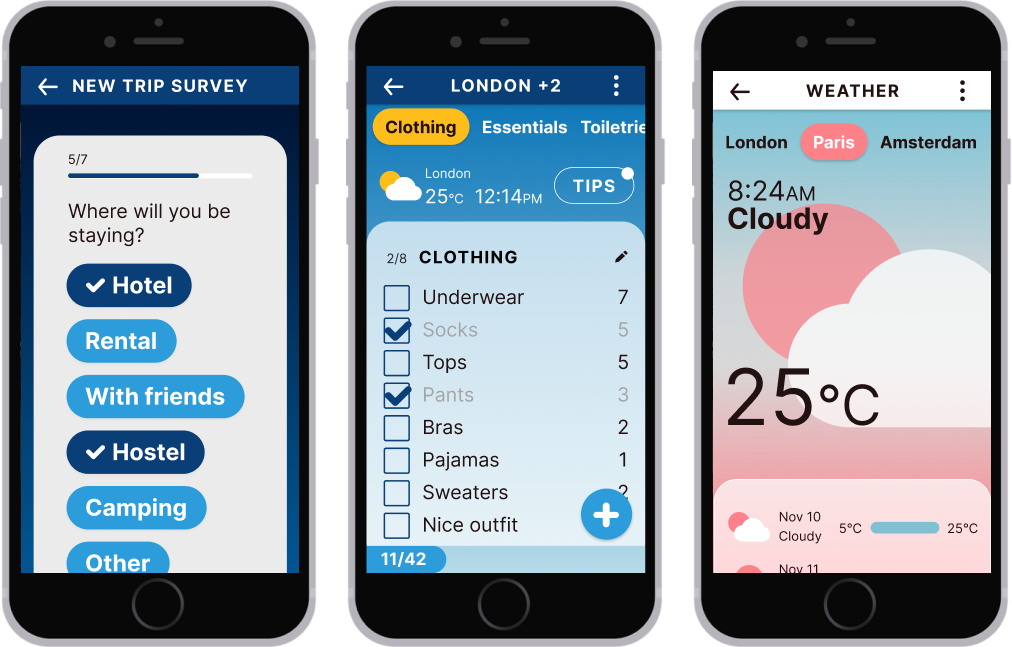 NEW TRIP SURVEY
5/7
Where will you be
staying?
Hotel
Rental
With friends
Hostel
Camping
Other
LONDON +2
Clothing Essentials Toiletrie
London
25°C 12:14PM
TIPS
2/8 CLOTHING
Underwear 7
Socks 5
Tops 5
Pants 3
Bras 2
Pajamas 1
Sweaters 2
Nice outfit
11/42
WEATHER
London Paris Amsterdam
8:24AM
Cloudy
25°C
Nov 10
Cloudy
5°C 25°C
Nov 11